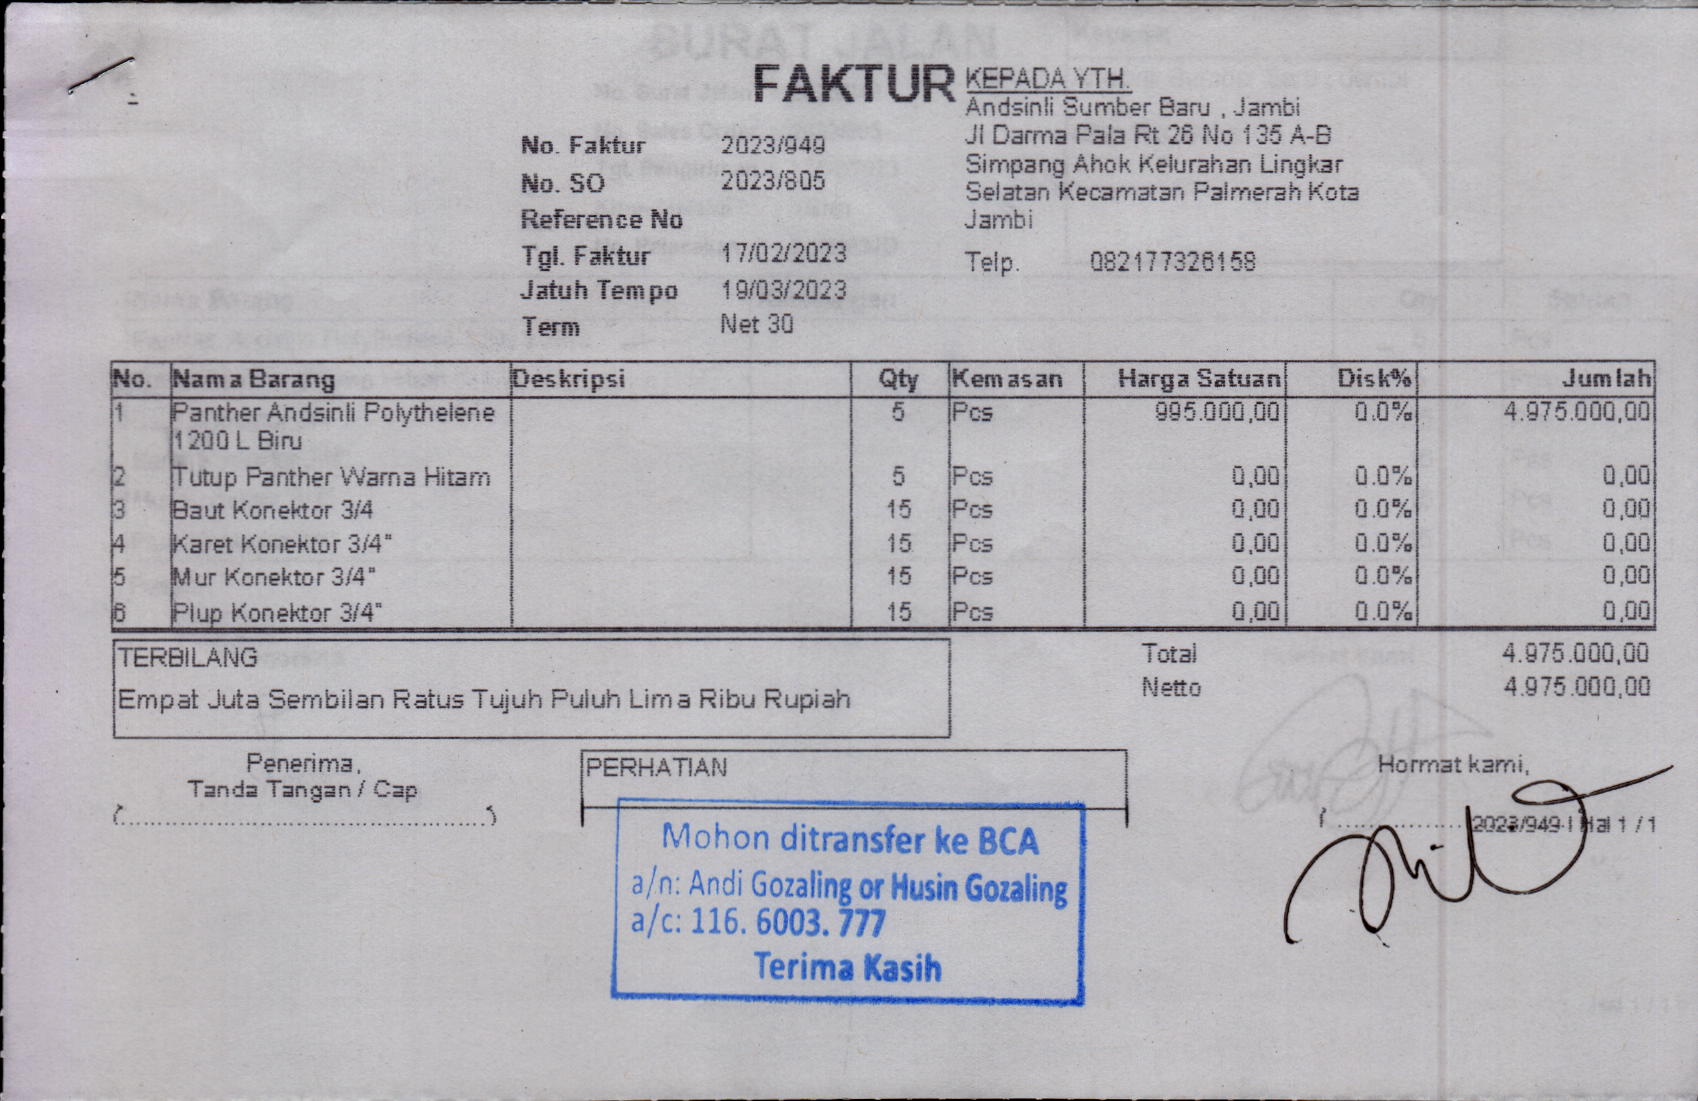 FAKTUR
No. Faktur 2023/949
No. SO 2023/805
Reference No
Tgl. Faktur 17/02/2023
Jatuh Tempo 19/03/2023
Term Net 30
KEPADA YTH.
Andsinli Sumber Baru , Jambi
Jl Darma Pala Rt 26 No 135 A-B
Simpang Ahok Kelurahan Lingkar
Selatan Kecamatan Palmerah Kota
Jambi
Telp. 082177326158
No. Nama Barang Deskripsi Qty Kemasan Harga Satuan Disk% Jumlah
1 Panther Andsinli Polythelene 5 Pcs 995.000,00 0.0% 4.975.000,00
1200 L Biru
2 Tutup Panther Warna Hitam 5 Pcs 0,00 0.0% 0,00
3 Baut Konektor 3/4 15 Pcs 0,00 0.0% 0,00
4 Karet Konektor 3/4" 15 Pcs 0,00 0.0% 0,00
5 Mur Konektor 3/4" 15 Pcs 0,00 0.0% 0,00
6 Plup Konektor 3/4" 15 Pcs 0,00 0.0% 0,00
TERBILANG
Empat Juta Sembilan Ratus Tujuh Puluh Lima Ribu Rupiah
Total 4.975.000,00
Netto 4.975.000,00
Penerima,
Tanda Tangan / Cap
PERHATIAN
Hormat kami,
2023/949 | Hal 1 / 1
Mohon ditransfer ke BCA
a/n: Andi Gozaling or Husin Gozaling
a/c: 116. 6003. 777
Terima Kasih